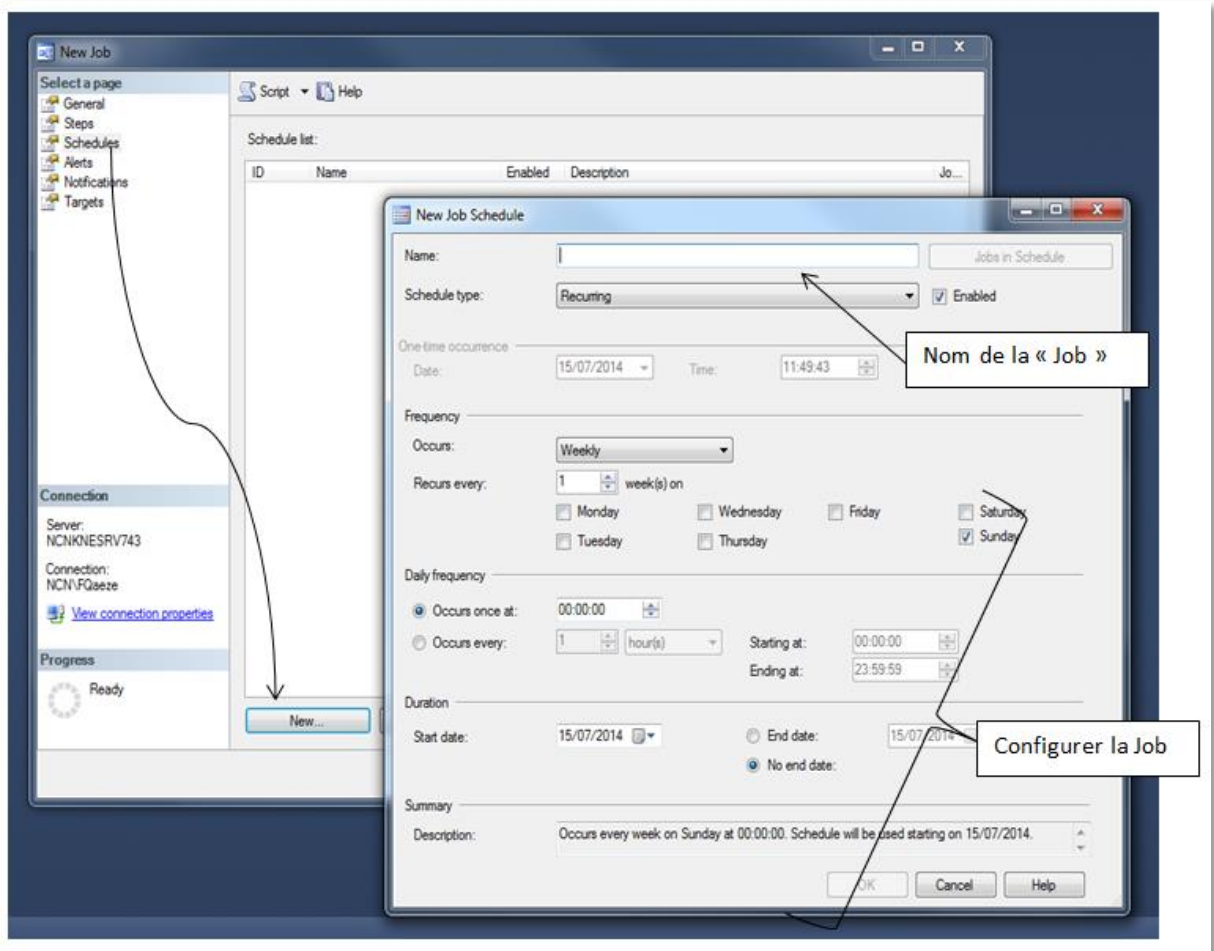 New Job
Select a page
General
Steps
Schedules
Alerts
Notifications
Targets
Script Help
Schedule list:
ID Name Enabled Description Jo...
New Job Schedule
Name: Jobs in Schedule
Schedule type: Recurring Enabled
Nom de la « Job »
One-time occurrence
Date: 15/07/2014 Time: 11:49:43
Frequency
Occurs: Weekly
Recurs every: 1 week(s) on
Monday Wednesday Friday Saturday
Tuesday Thursday Sunday
Daily frequency
Occurs once at: 00:00:00
Occurs every: 1 hour(s) Starting at: 00:00:00
Ending at: 23:59:59
Duration
Start date: 15/07/2014 End date: 15/07/2014
No end date:
Configurer la Job
Summary
Description: Occurs every week on Sunday at 00:00:00. Schedule will be used starting on 15/07/2014.
OK Cancel Help
Connection
Server:
NCNKNESRV743
Connection:
NCN\FQaeze
View connection properties
Progress
Ready
New...